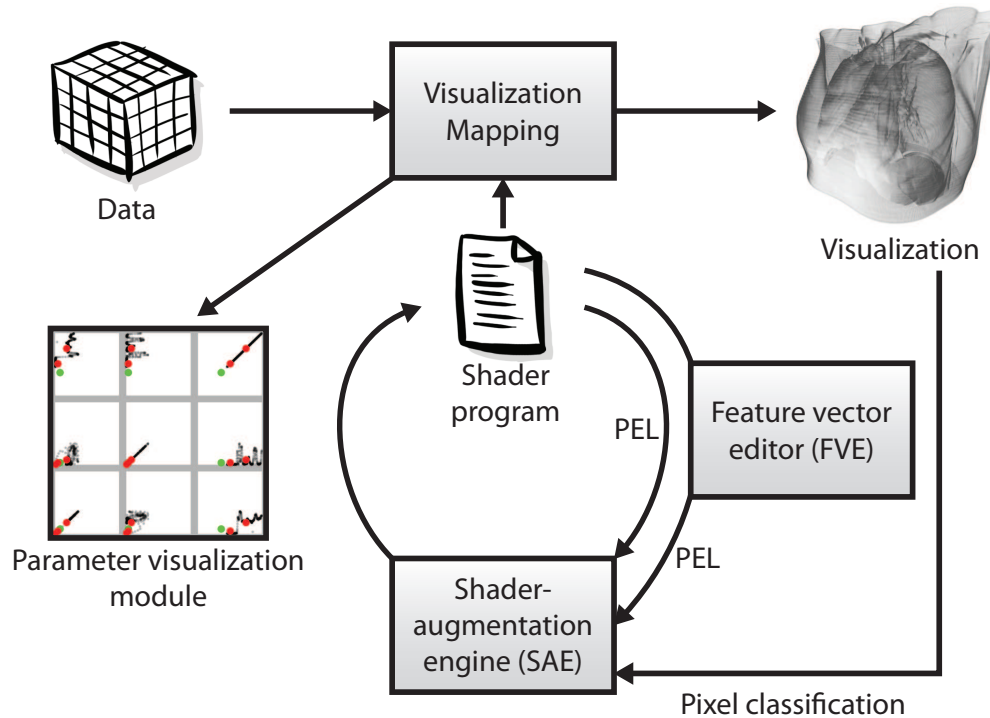 Visualization
Mapping
Data
Visualization
Shader
program
PEL
Feature vector
editor (FVE)
PEL
Parameter visualization
module
Shader-
augmentation
engine (SAE)
Pixel classification